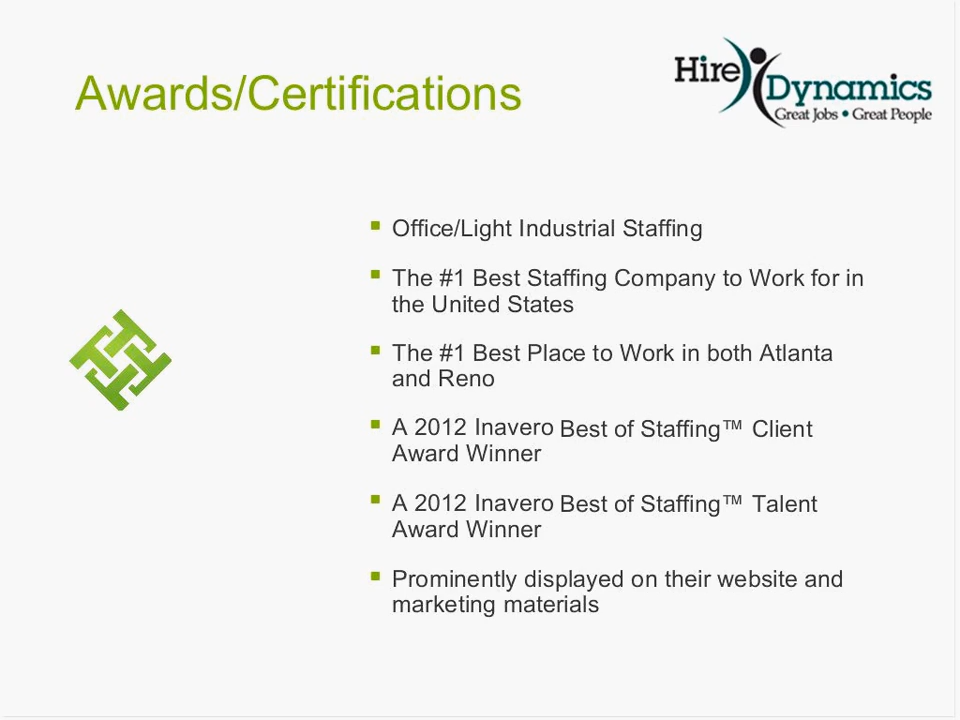 Awards/Certifications
Hire Dynamics
Great Jobs • Great People
▪ Office/Light Industrial Staffing
▪ The #1 Best Staffing Company to Work for in
the United States
▪ The #1 Best Place to Work in both Atlanta
and Reno
▪ A 2012 Inavero Best of Staffing™ Client
Award Winner
▪ A 2012 Inavero Best of Staffing™ Talent
Award Winner
▪ Prominently displayed on their website and
marketing materials